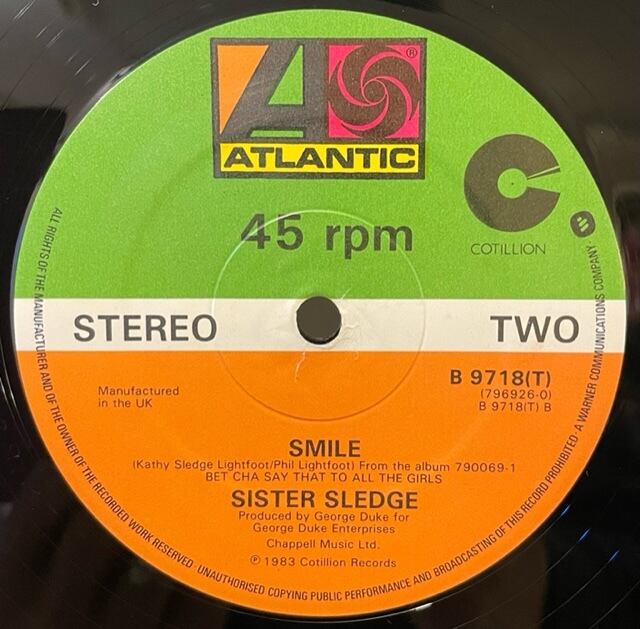 A ®
ATLANTIC
COTILLION
45 rpm
STEREO
TWO
B 9718(T)
(796926-0)
B 9718(T) B
Manufactured
in the UK
SMILE
(Kathy Sledge Lightfoot/Phil Lightfoot) From the album 790069-1
BET CHA SAY THAT TO ALL THE GIRLS
SISTER SLEDGE
Produced by George Duke for
George Duke Enterprises
Chappell Music Ltd.
℗ 1983 Cotillion Records
ALL RIGHTS OF THE MANUFACTURER AND OF THE OWNER OF THE RECORDED WORK RESERVED. UNAUTHORISED COPYING PUBLIC PERFORMANCE AND BROADCASTING OF THIS RECORD PROHIBITED · A WARNER COMMUNICATIONS COMPANY ·